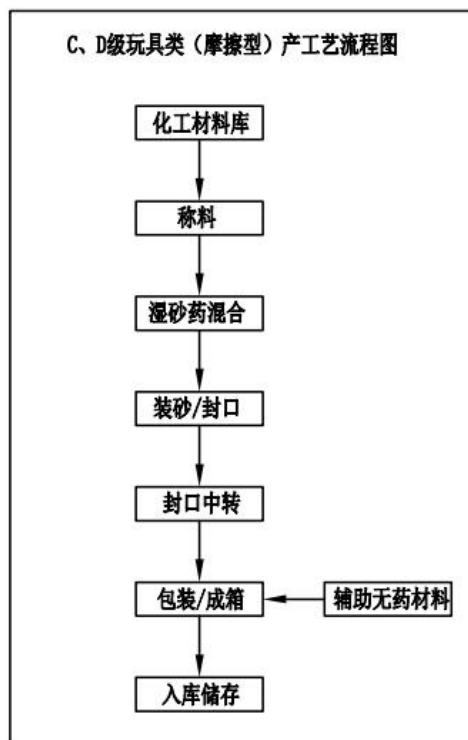 C、D级玩具类（摩擦型）产工艺流程图
化工材料库
称料
湿砂药混合
装砂/封口
封口中转
包装/成箱
辅助无药材料
入库储存